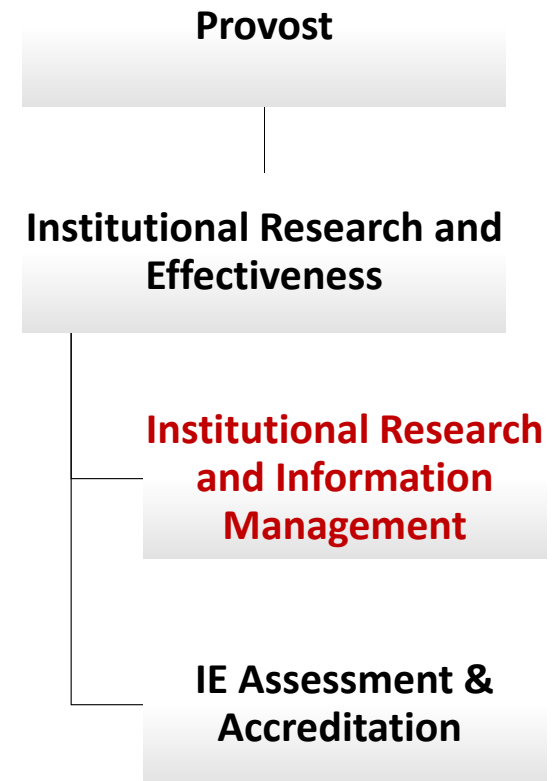 Provost
Institutional Research and
Effectiveness
Institutional Research
and Information
Management
IE Assessment &
Accreditation